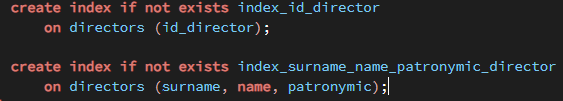 create index if not exists index_id_director
on directors (id_director);
create index if not exists index_surname_name_patronymic_director
on directors (surname, name, patronymic);